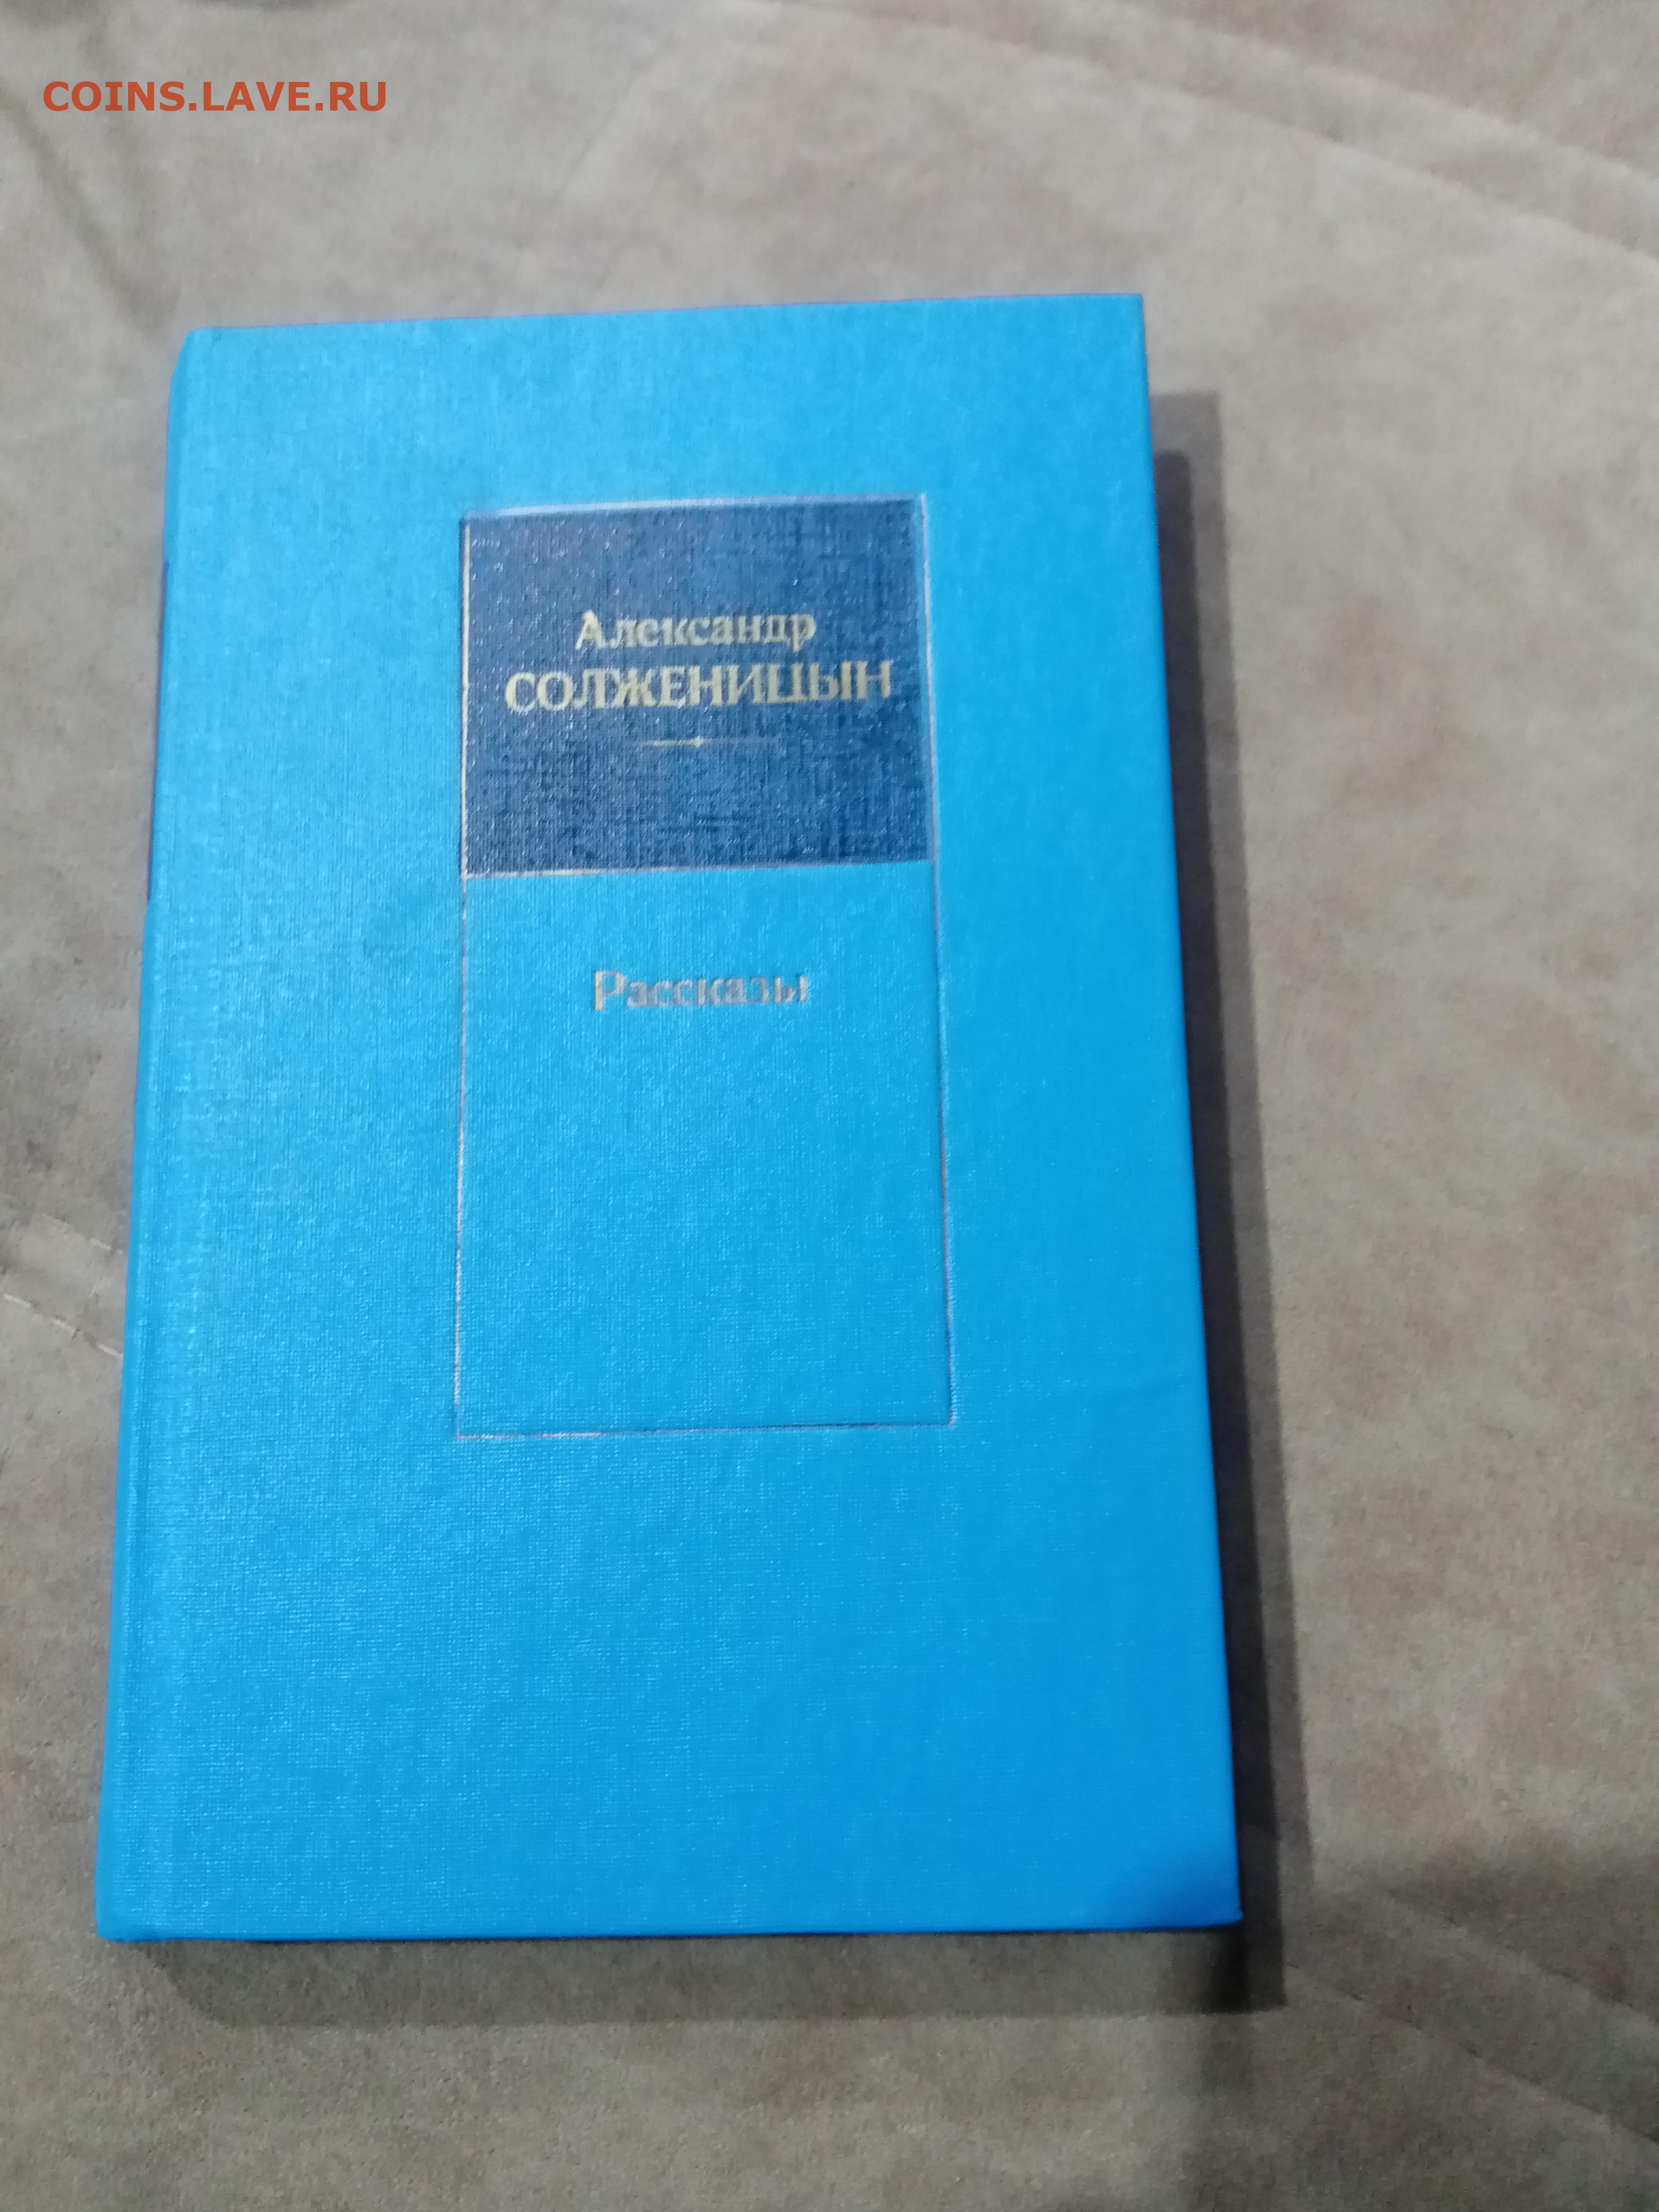 COINS.LAVE.RU
Александр
СОЛЖЕНИЦЫН
Рассказы